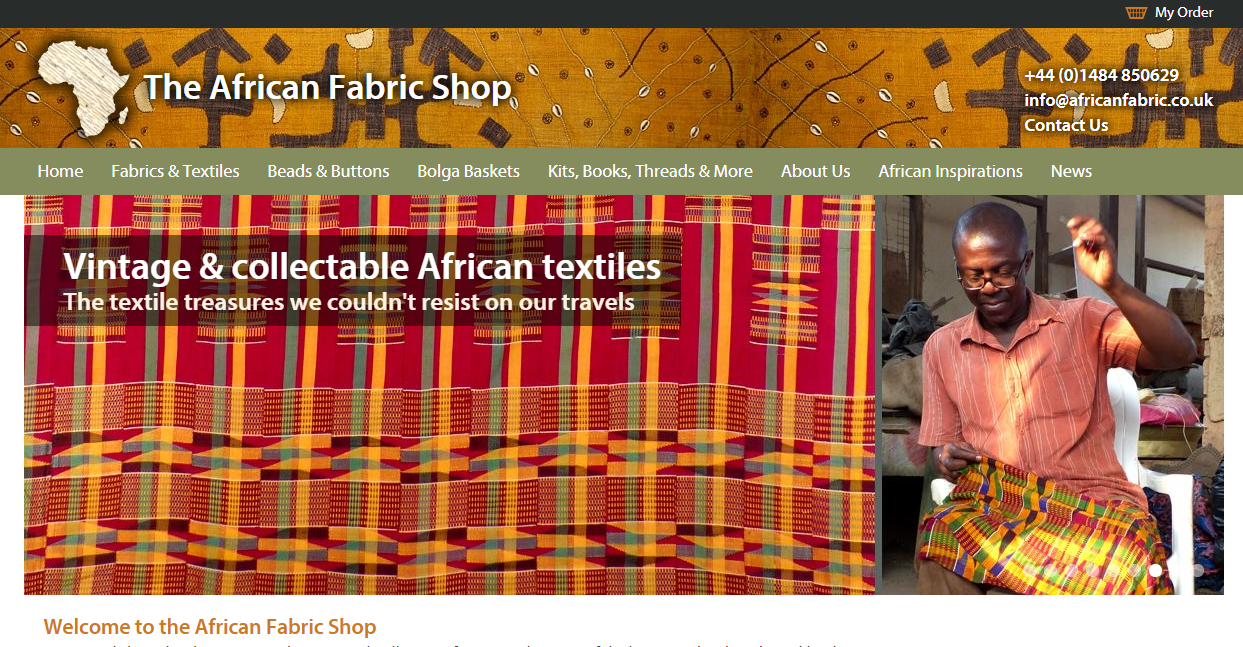 My Order
The African Fabric Shop
+44 (0)1484 850629
info@africanfabric.co.uk
Contact Us
Home Fabrics & Textiles Beads & Buttons Bolga Baskets Kits, Books, Threads & More About Us African Inspirations News
Vintage & collectable African textiles
The textile treasures we couldn't resist on our travels
Welcome to the African Fabric Shop